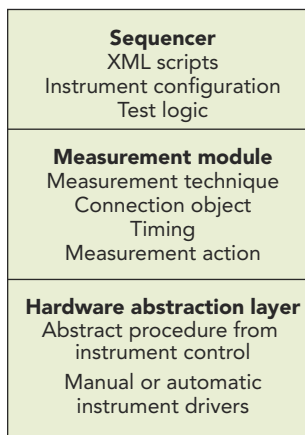 Sequencer
XML scripts
Instrument configuration
Test logic
Measurement module
Measurement technique
Connection object
Timing
Measurement action
Hardware abstraction layer
Abstract procedure from
instrument control
Manual or automatic
instrument drivers